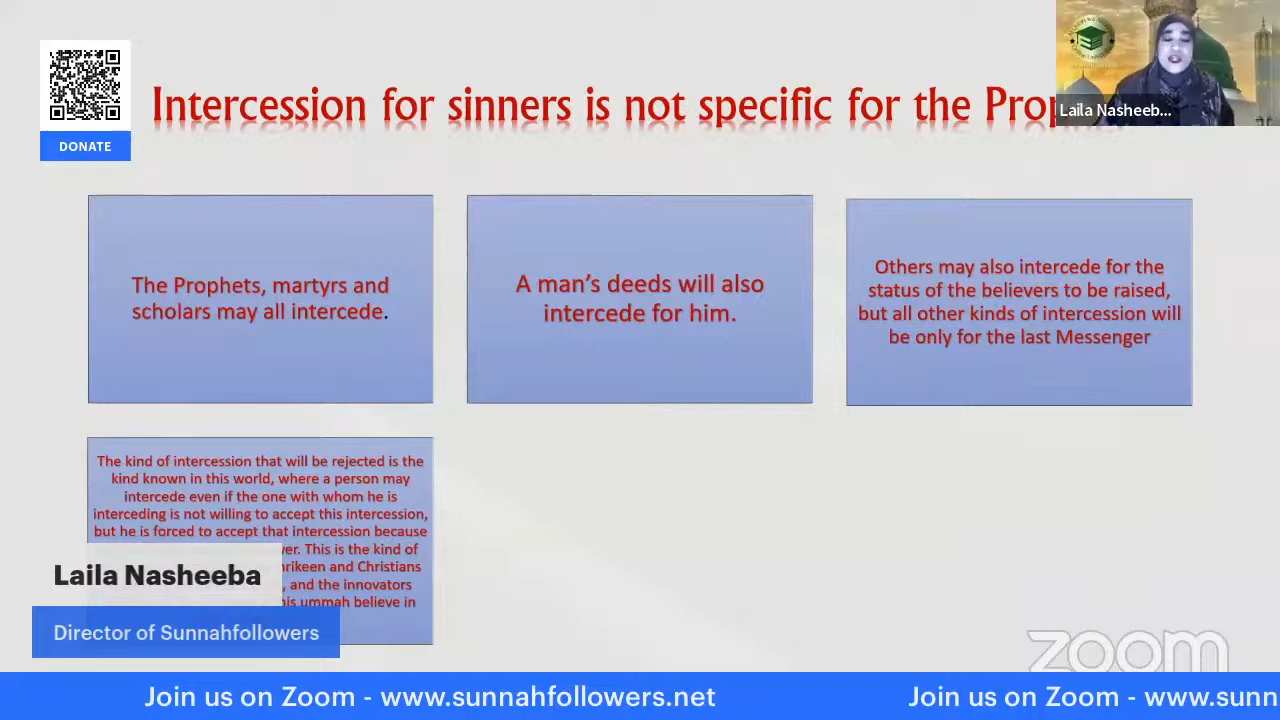 DONATE
Intercession for sinners is not specific for the
Laila Nasheeb...
The Prophets, martyrs and
scholars may all intercede.
A man's deeds will also
intercede for him.
Others may also intercede for the
status of the believers to be raised,
but all other kinds of intercession will
be only for the last Messenger
The kind of intercession that will be rejected is the
kind known in this world, where a person may
intercede even if the one with whom he is
interceding is not willing to accept this intercession,
but he is forced to accept that intercession because
This is the kind of
and Christians
, and the innovators
ummah believe in
Laila Nasheeba
Director of Sunnahfollowers
zoom
Join us on Zoom - www.sunnahfollowers.net
Join us on Zoom - www.sunn